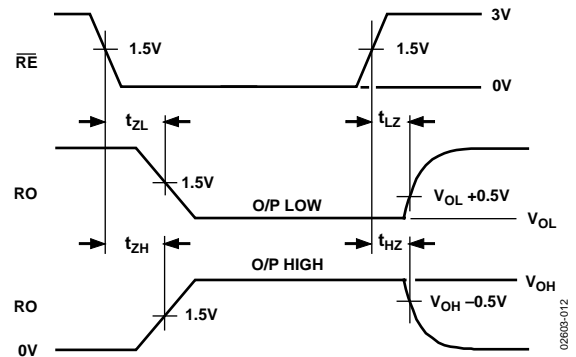 3V
RE
1.5V
1.5V
0V
tZL
tLZ
1.5V
RO
O/P LOW
VOL +0.5V
VOL
tZH
tHZ
O/P HIGH
VOH
RO
1.5V
VOH –0.5V
0V
02603-012